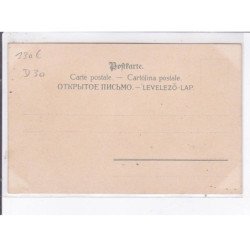 130€
D30
Postkarte.
Carte postale. — Cartolina postale.
ОТКРЫТОЕ ПИСЬМО. — LEVELEZŐ-LAP.